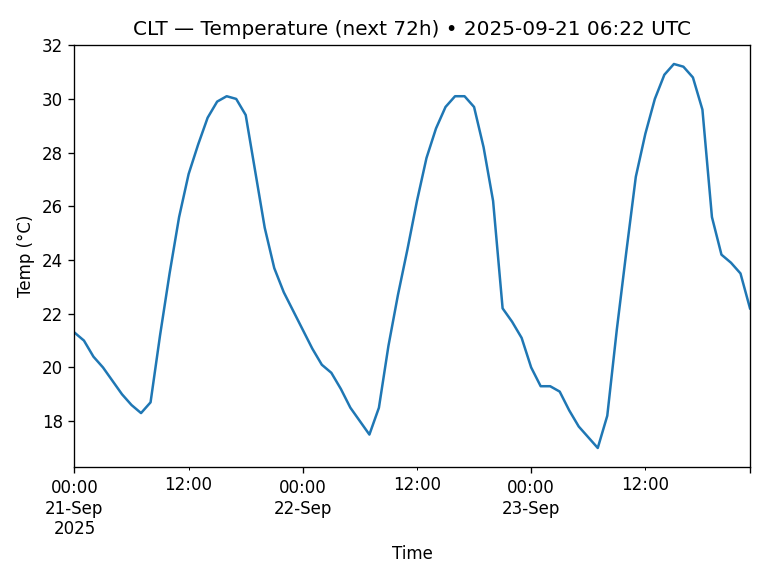 CLT — Temperature (next 72h) • 2025-09-21 06:22 UTC
32
30
28
26
24
22
20
18
Temp (°C)
00:00 12:00 00:00 12:00 00:00 12:00
21-Sep 22-Sep 23-Sep
2025
Time